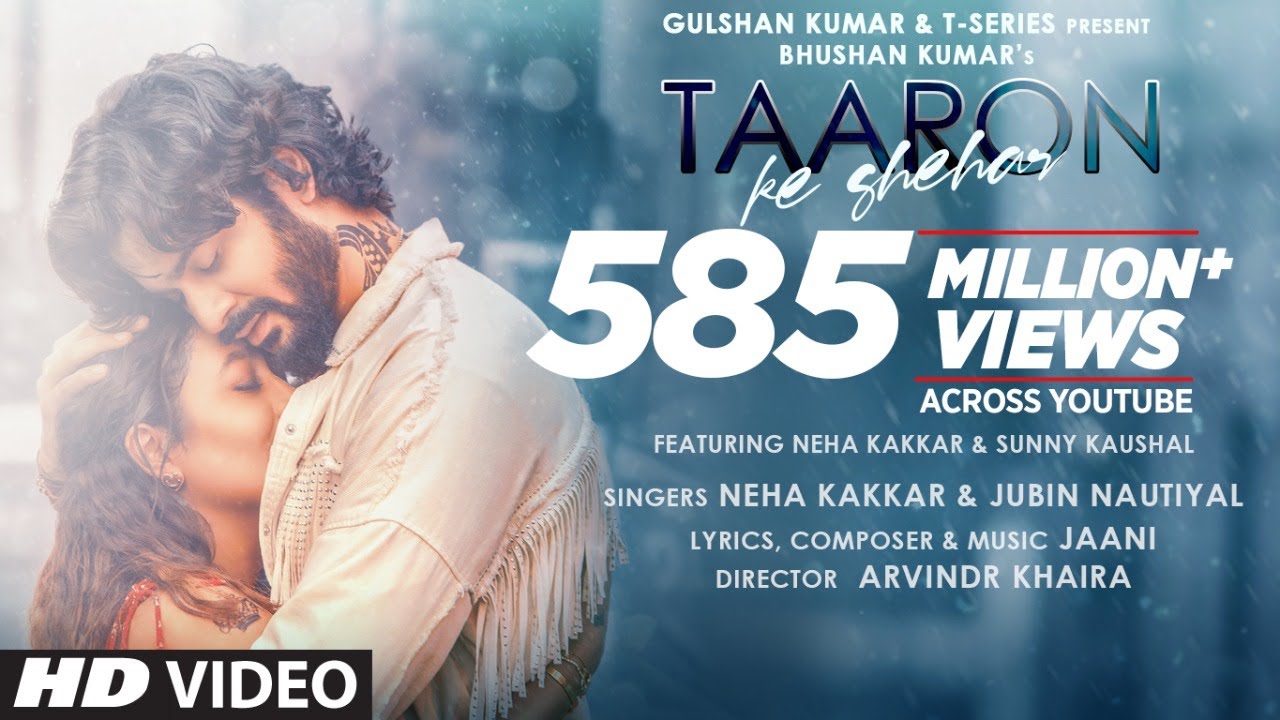 GULSHAN KUMAR & T-SERIES PRESENT
BHUSHAN KUMAR's
TAARON
ke shehar
585
MILLION+
VIEWS
ACROSS YOUTUBE
FEATURING NEHA KAKKAR & SUNNY KAUSHAL
SINGERS NEHA KAKKAR & JUBIN NAUTIYAL
LYRICS, COMPOSER & MUSIC JAANI
DIRECTOR ARVINDR KHAIRA
HD VIDEO